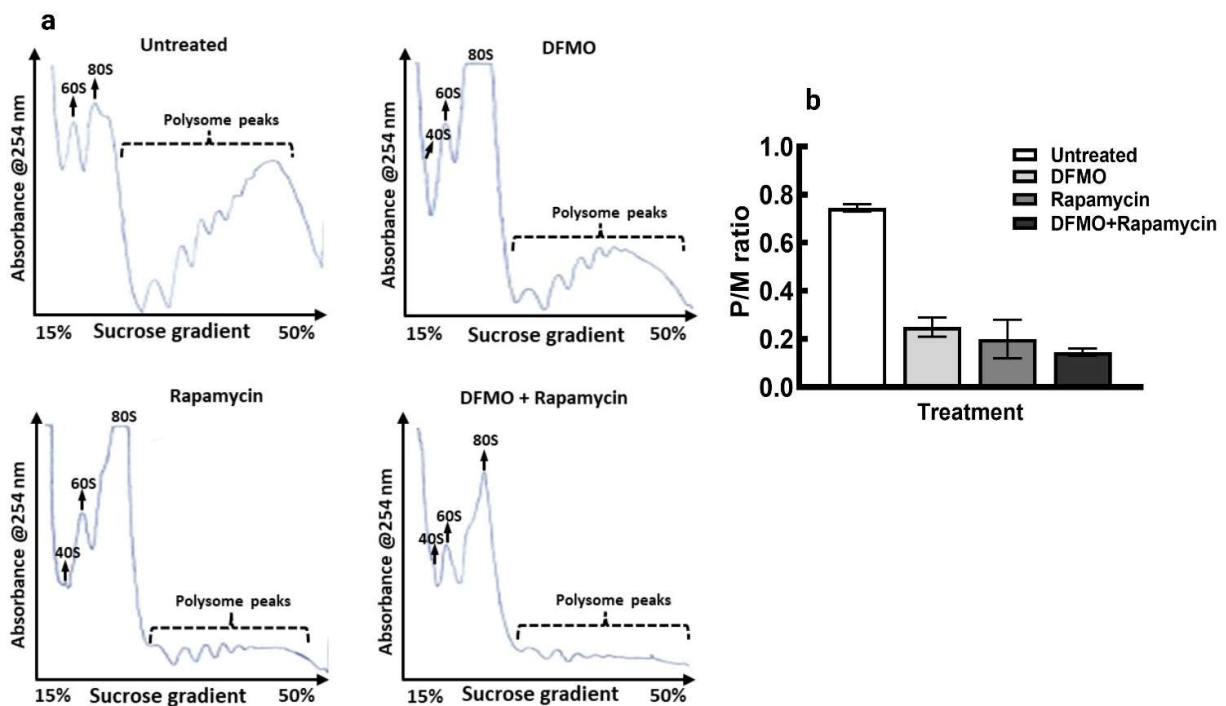 a
Untreated
Absorbance @254 nm
60S
80S
Polysome peaks
15% Sucrose gradient 50%
DFMO
Absorbance @254 nm
40S
60S
80S
Polysome peaks
15% Sucrose gradient 50%
Rapamycin
Absorbance @254 nm
40S
60S
80S
Polysome peaks
15% Sucrose gradient 50%
DFMO + Rapamycin
Absorbance @254 nm
40S
60S
80S
Polysome peaks
15% Sucrose gradient 50%
b
P/M ratio
1.0
0.8
0.6
0.4
0.2
0.0
Treatment
Untreated
DFMO
Rapamycin
DFMO+Rapamycin